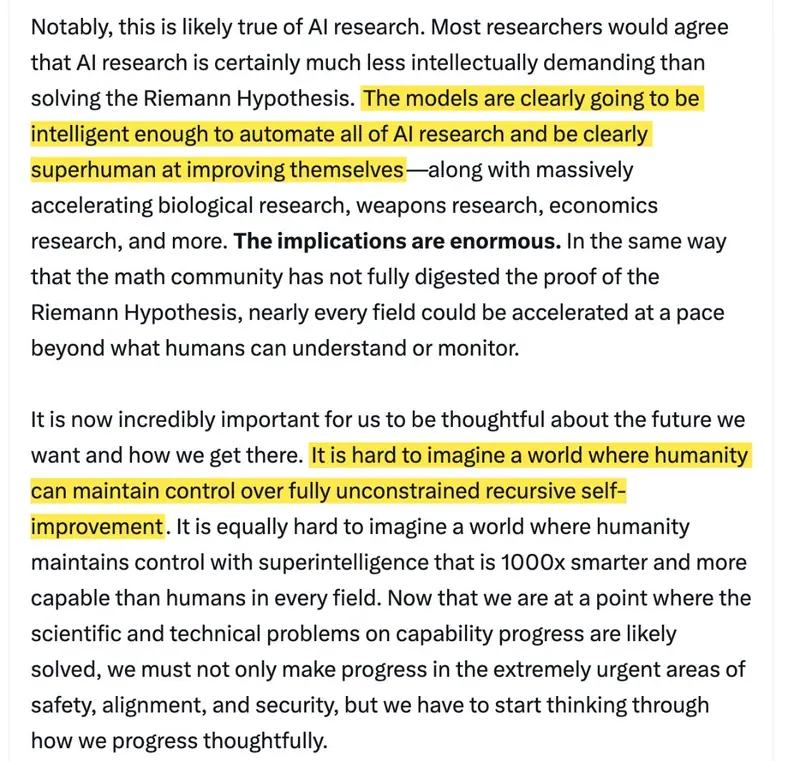 Notably, this is likely true of AI research. Most researchers would agree
that AI research is certainly much less intellectually demanding than
solving the Riemann Hypothesis. The models are clearly going to be
intelligent enough to automate all of AI research and be clearly
superhuman at improving themselves—along with massively
accelerating biological research, weapons research, economics
research, and more. The implications are enormous. In the same way
that the math community has not fully digested the proof of the
Riemann Hypothesis, nearly every field could be accelerated at a pace
beyond what humans can understand or monitor.
It is now incredibly important for us to be thoughtful about the future we
want and how we get there. It is hard to imagine a world where humanity
can maintain control over fully unconstrained recursive self-
improvement. It is equally hard to imagine a world where humanity
maintains control with superintelligence that is 1000x smarter and more
capable than humans in every field. Now that we are at a point where the
scientific and technical problems on capability progress are likely
solved, we must not only make progress in the extremely urgent areas of
safety, alignment, and security, but we have to start thinking through
how we progress thoughtfully.